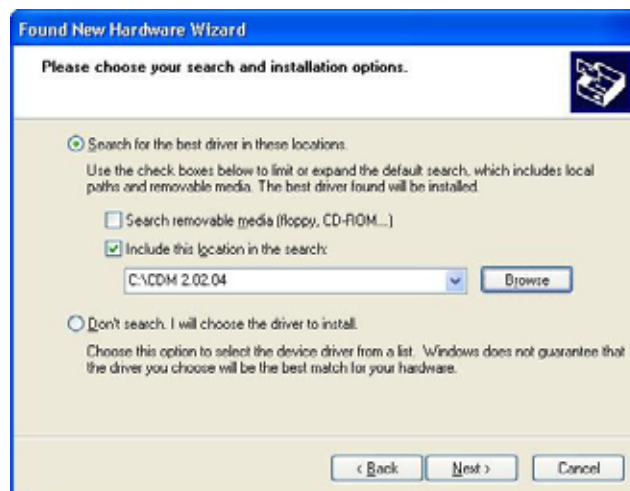 Found New Hardware Wizard
Please choose your search and installation options.
Search for the best driver in these locations.
Use the check boxes below to limit or expand the default search, which includes local
paths and removable media. The best driver found will be installed.
Search removable media (floppy, CD-ROM...)
Include this location in the search:
C:\CDM 2.02.04
Browse
Don't search. I will choose the driver to install.
Choose this option to select the device driver from a list. Windows does not guarantee that
the driver you choose will be the best match for your hardware.
< Back
Next >
Cancel